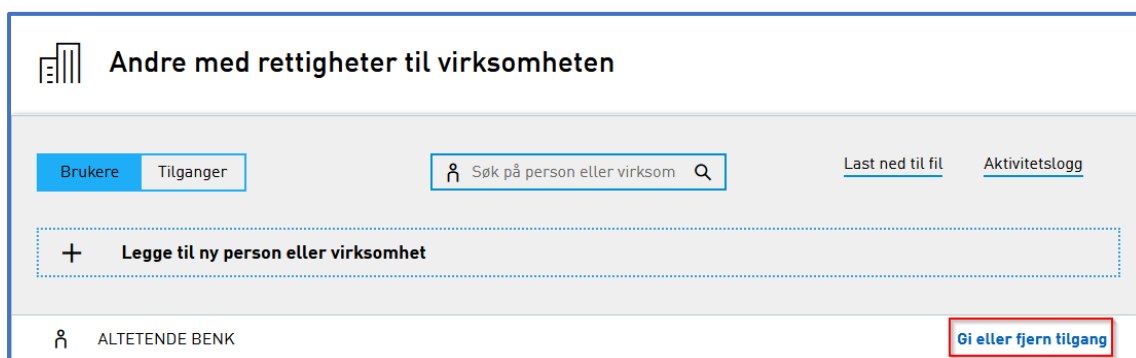 Andre med rettigheter til virksomheten
Brukere Tilganger Søk på person eller virksom Last ned til fil Aktivitetslogg
Legge til ny person eller virksomhet
ALTETENDE BENK Gi eller fjern tilgang